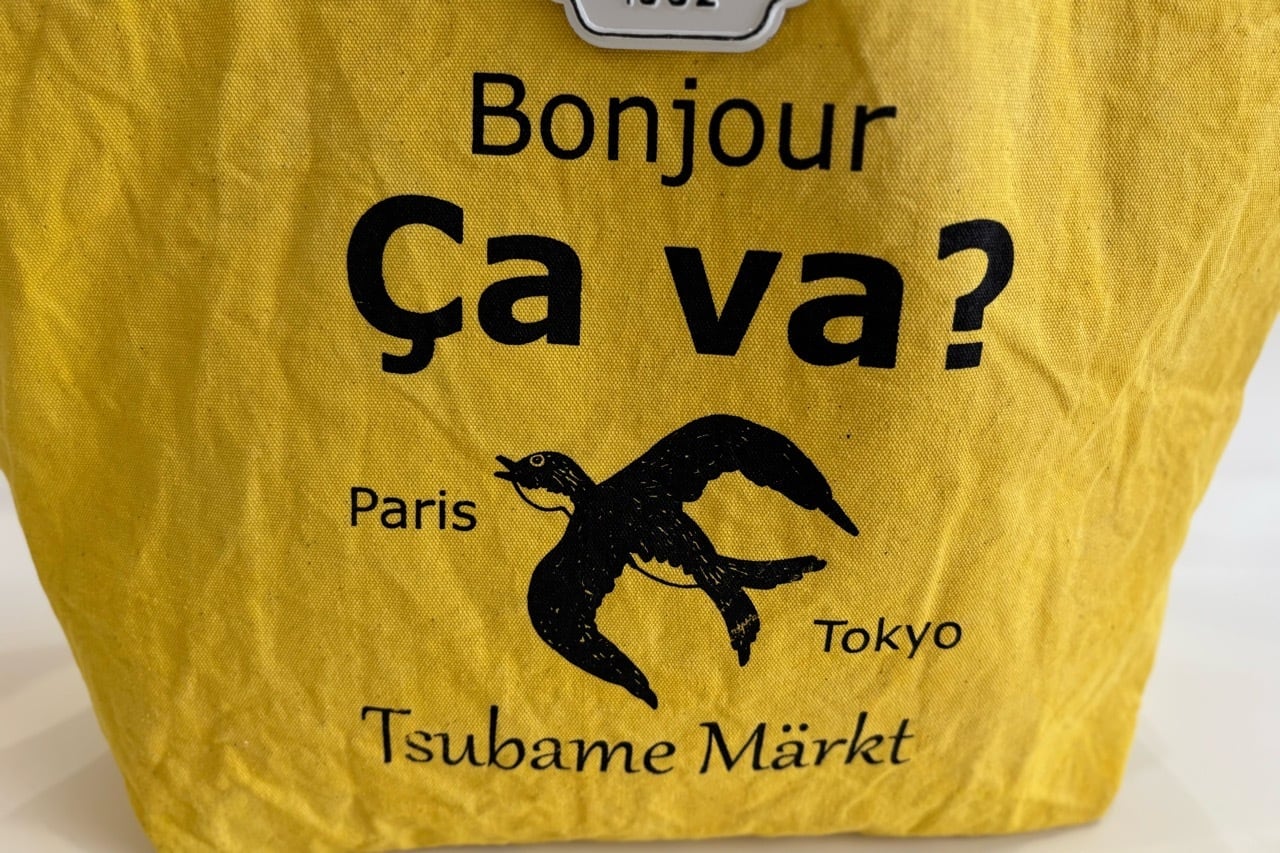 Bonjour
Ça va?
Paris
Tokyo
Tsubame Märkt